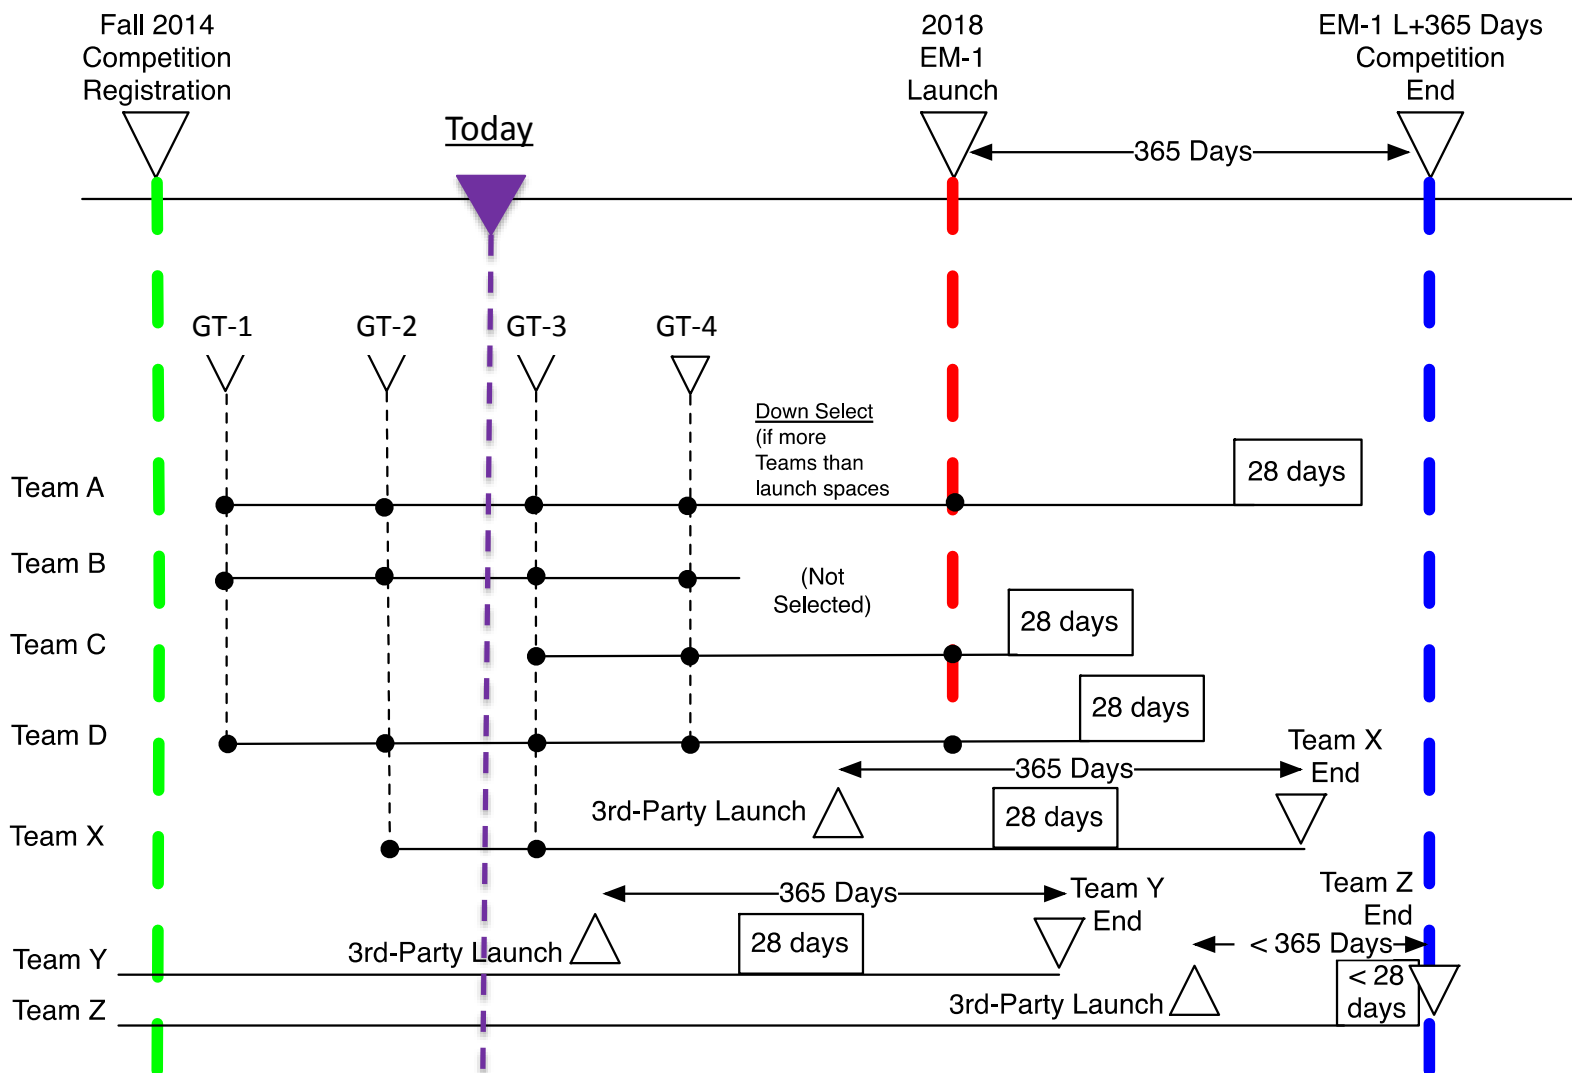 Fall 2014
Competition
Registration
Today
2018
EM-1
Launch
EM-1 L+365 Days
Competition
End
365 Days
GT-1
GT-2
GT-3
GT-4
Down Select
(if more
Teams than
launch spaces
Team A
28 days
Team B
(Not
Selected)
Team C
28 days
Team D
28 days
Team X
End
365 Days
3rd-Party Launch
28 days
Team X
365 Days
Team Y
End
Team Z
End
3rd-Party Launch
28 days
< 365 Days
Team Y
3rd-Party Launch
< 28
days
Team Z